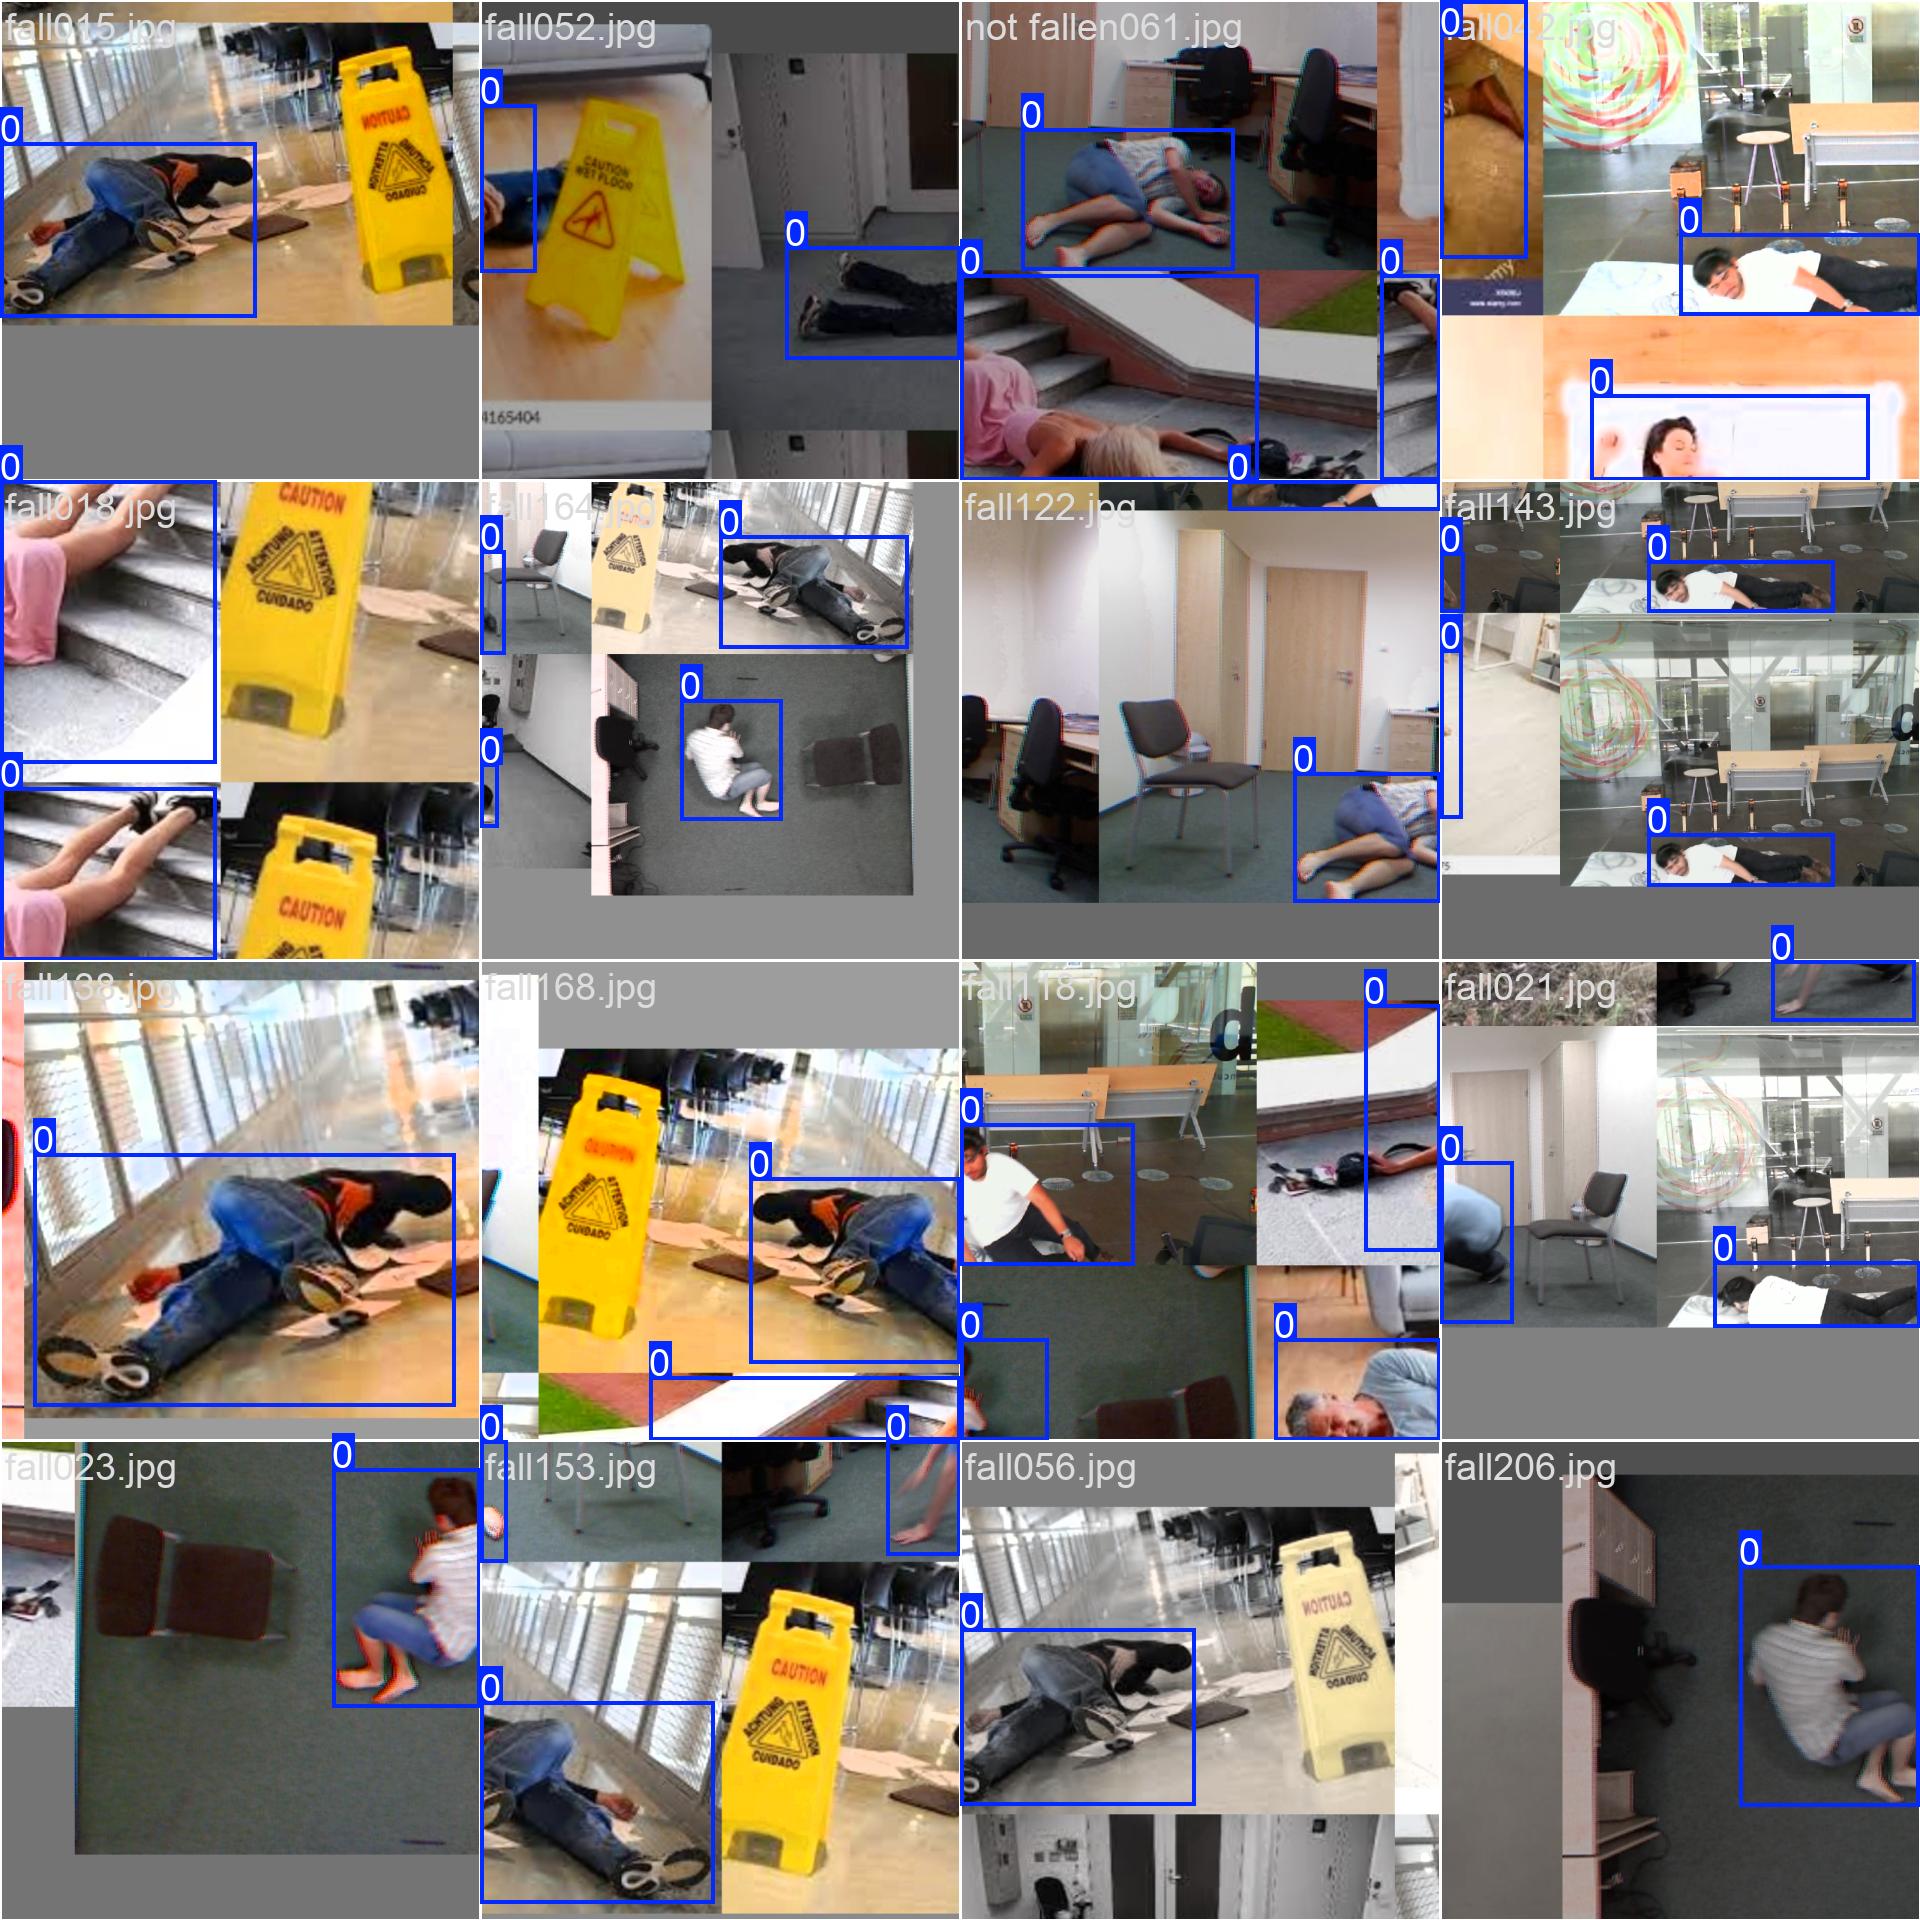 fall015.jpg
fall052.jpg
not fallen061.jpg
fall042.jpg
0
0
0
0
0
0
0
0
0
CAUTION
ATTENTION
ACHTUNG
CUIDADO
CAUTION
WET FLOOR
4165404
0
0
fall018.jpg
fall164.jpg
fall122.jpg
fall143.jpg
0
0
0
0
0
0
0
0
0
0
CAUTION
ACHTUNG
ATTENTION
CUIDADO
CAUTION
ATTENTION
ACHTUNG
CUIDADO
fall138.jpg
fall168.jpg
fall118.jpg
fall021.jpg
0
0
0
0
0
0
0
0
0
0
0
CAUTION
ACHTUNG
ATTENTION
CUIDADO
b
fall023.jpg
fall153.jpg
fall056.jpg
fall206.jpg
0
0
0
0
0
0
CAUTION
ACHTUNG
ATTENTION
CUIDADO
CAUTION
ATTENTION
ACHTUNG
CUIDADO